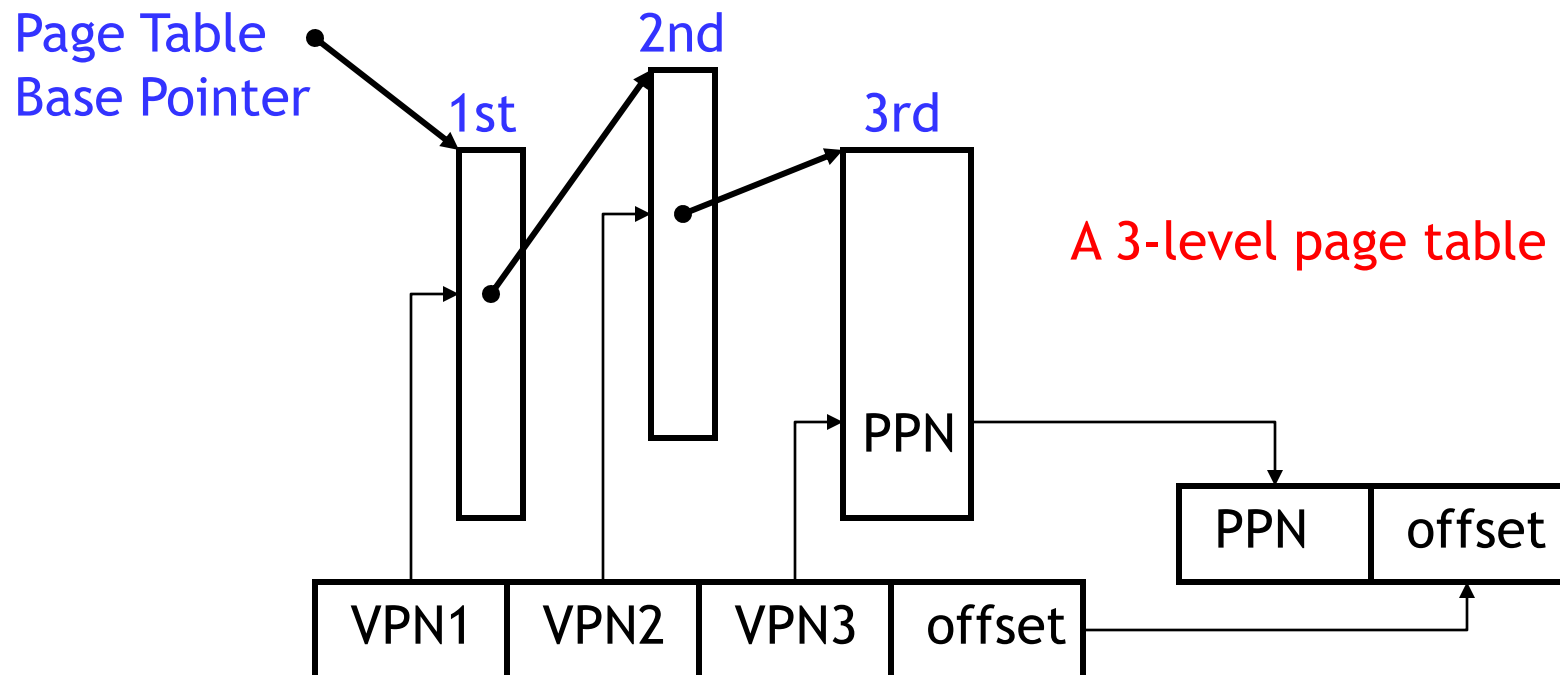 Page Table
Base Pointer
1st
2nd
3rd
A 3-level page table
PPN
PPN
offset
VPN1
VPN2
VPN3
offset